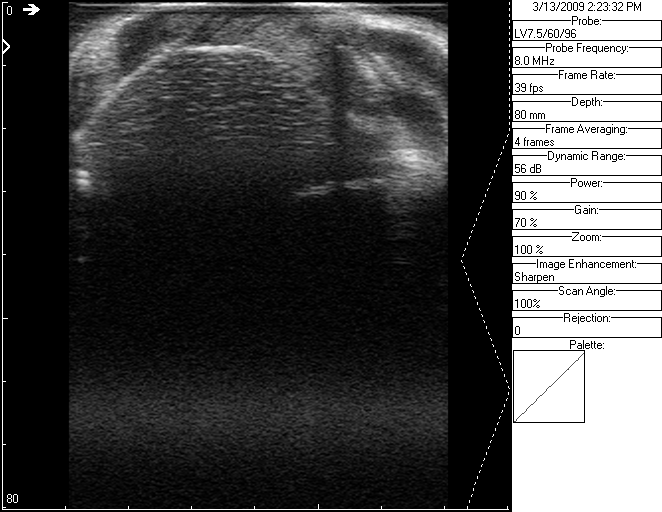 0
80
3/13/2009 2:23:32 PM
Probe:
LV7.5/60/96
Probe Frequency:
8.0 MHz
Frame Rate:
39 fps
Depth:
80 mm
Frame Averaging:
4 frames
Dynamic Range:
56 dB
Power:
90 %
Gain:
70 %
Zoom:
100 %
Image Enhancement:
Sharpen
Scan Angle:
100%
Rejection:
0
Palette: